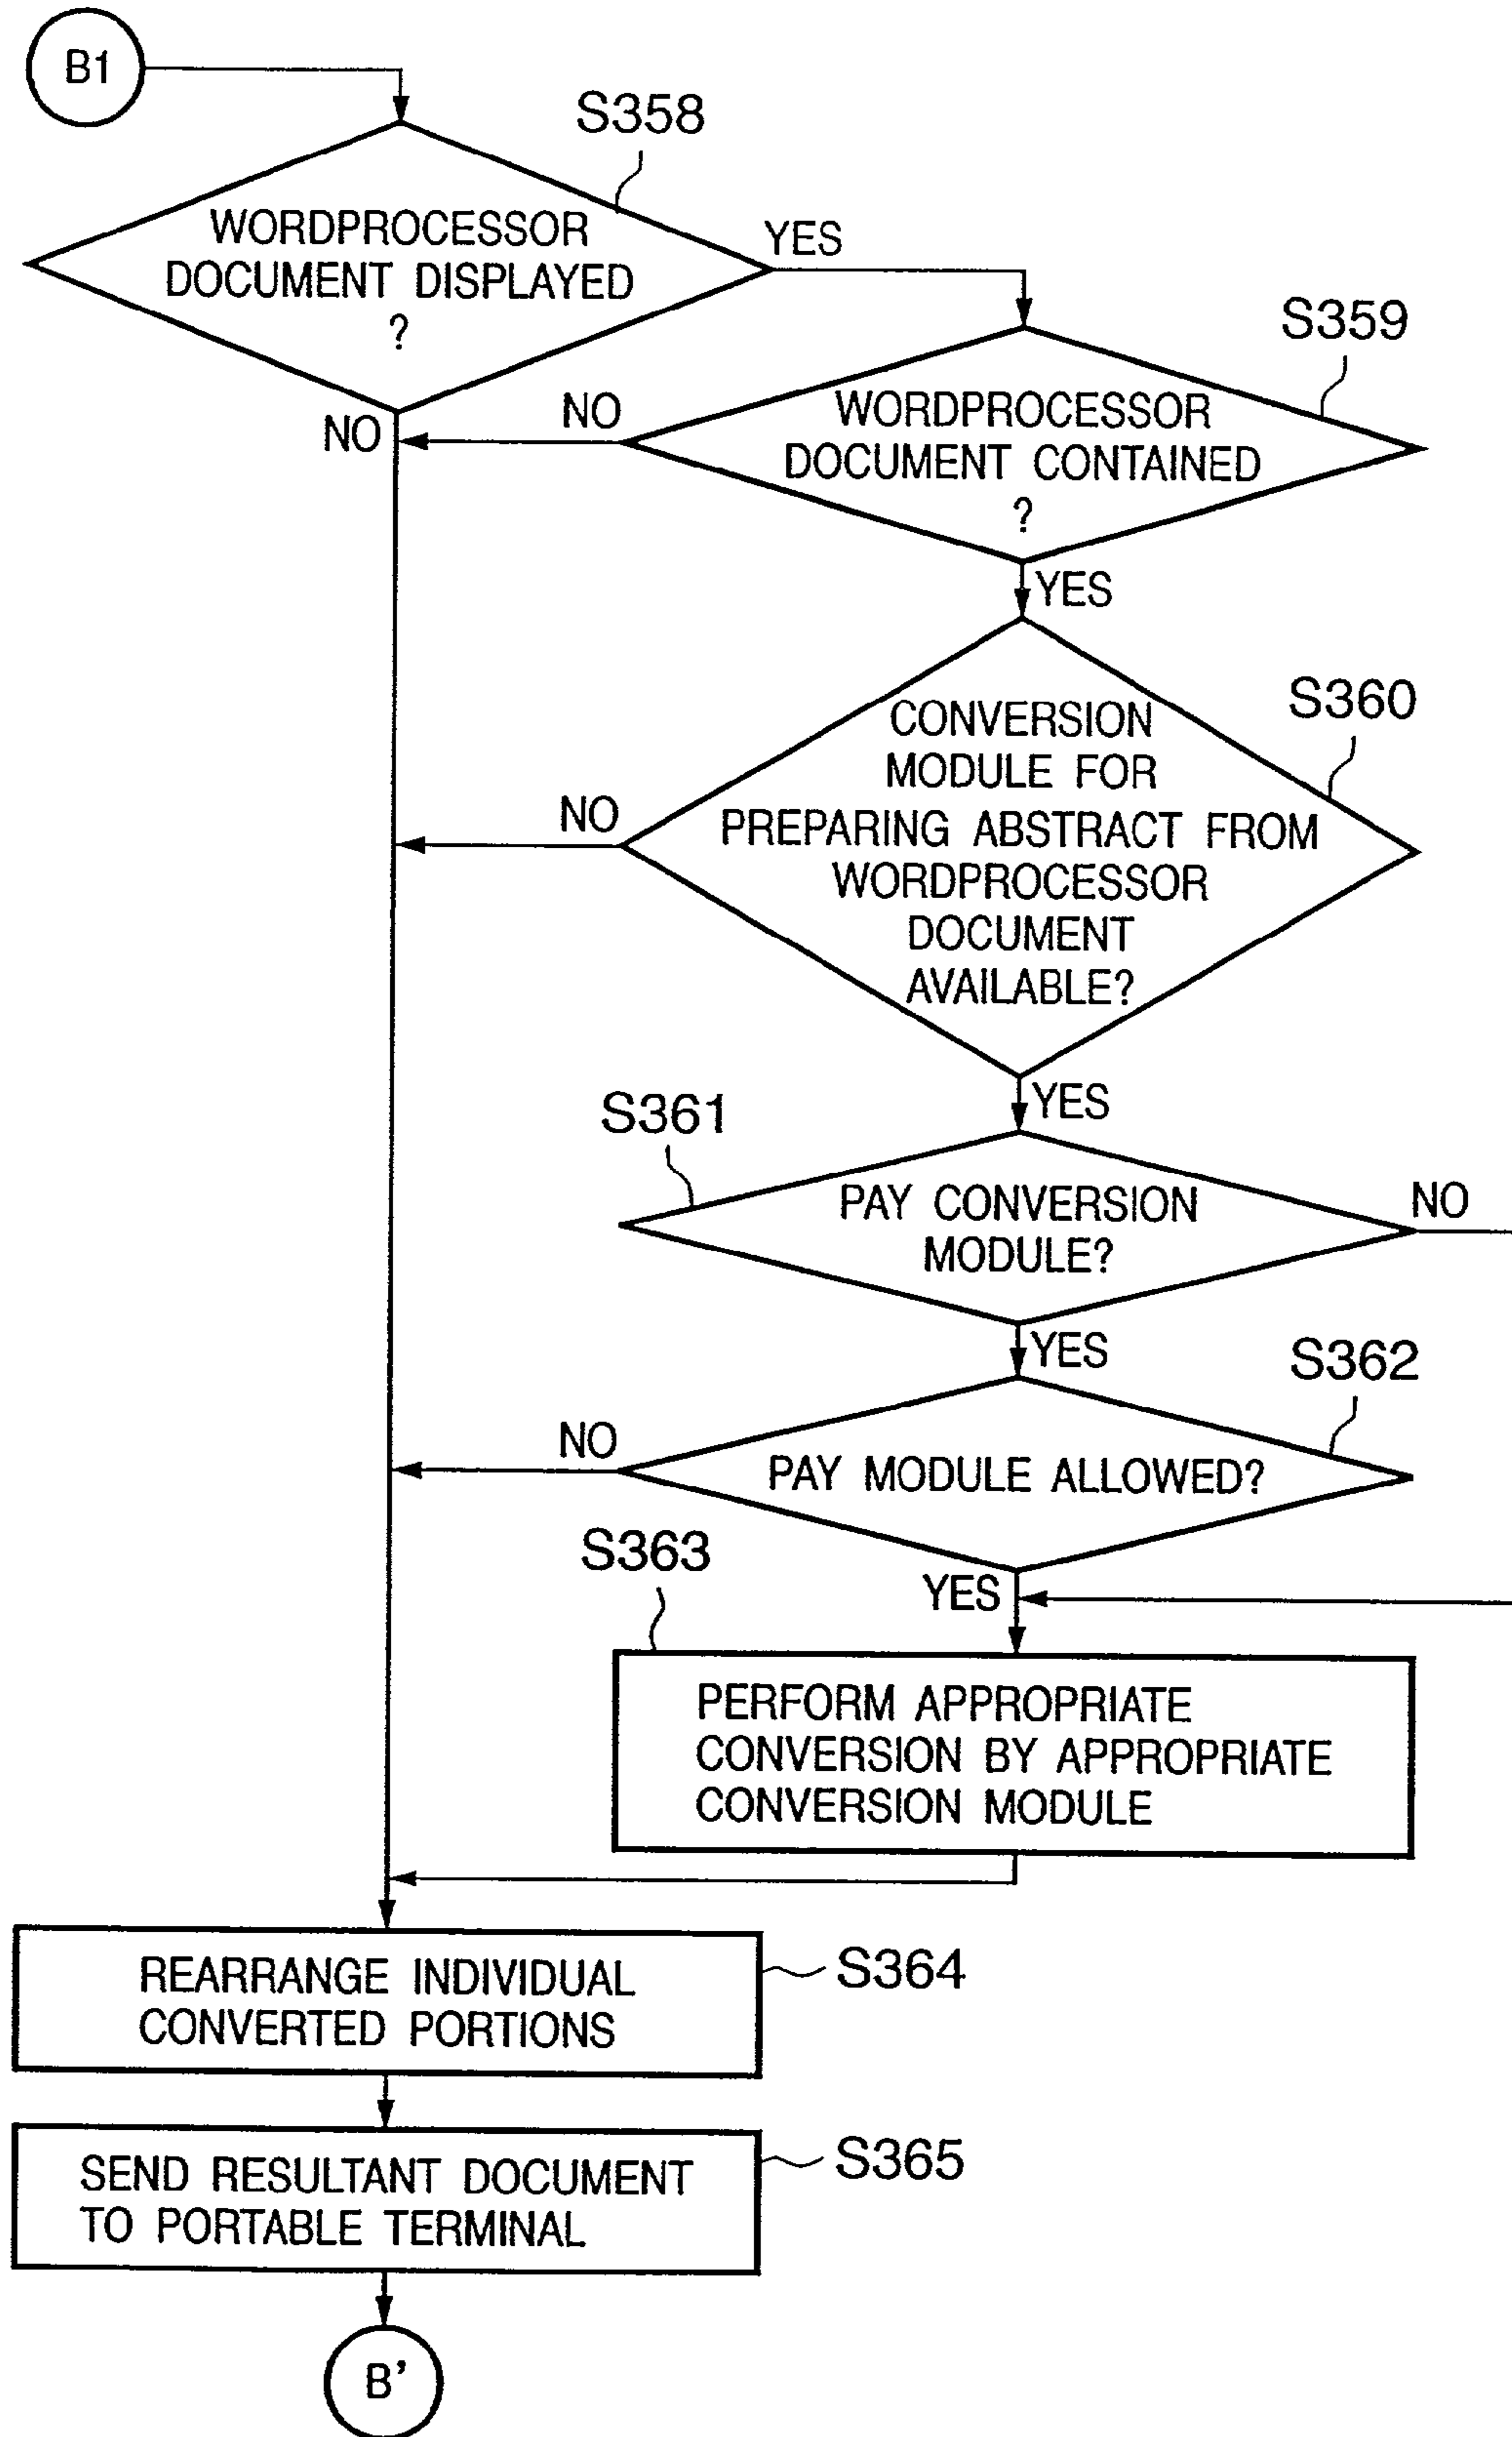 B1
S358
WORDPROCESSOR
DOCUMENT DISPLAYED
?
YES
NO
S359
NO
WORDPROCESSOR
DOCUMENT CONTAINED
?
YES
S360
NO
CONVERSION
MODULE FOR
PREPARING ABSTRACT FROM
WORDPROCESSOR
DOCUMENT
AVAILABLE?
YES
S361
PAY CONVERSION
MODULE?
NO
YES
S362
NO
PAY MODULE ALLOWED?
YES
S363
PERFORM APPROPRIATE
CONVERSION BY APPROPRIATE
CONVERSION MODULE
REARRANGE INDIVIDUAL
CONVERTED PORTIONS
S364
SEND RESULTANT DOCUMENT
TO PORTABLE TERMINAL
S365
B’